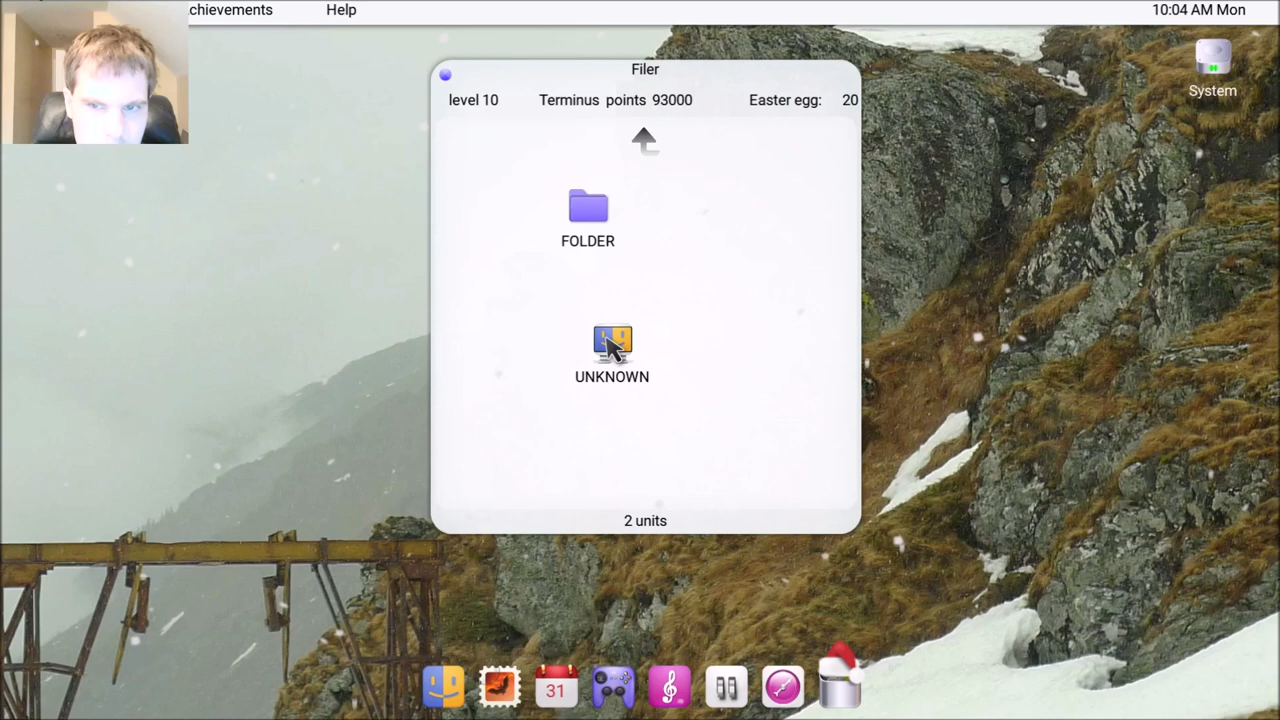 chievements Help 10:04 AM Mon
Filer
level 10 Terminus points 93000 Easter egg: 20
System
FOLDER
UNKNOWN
2 units
31